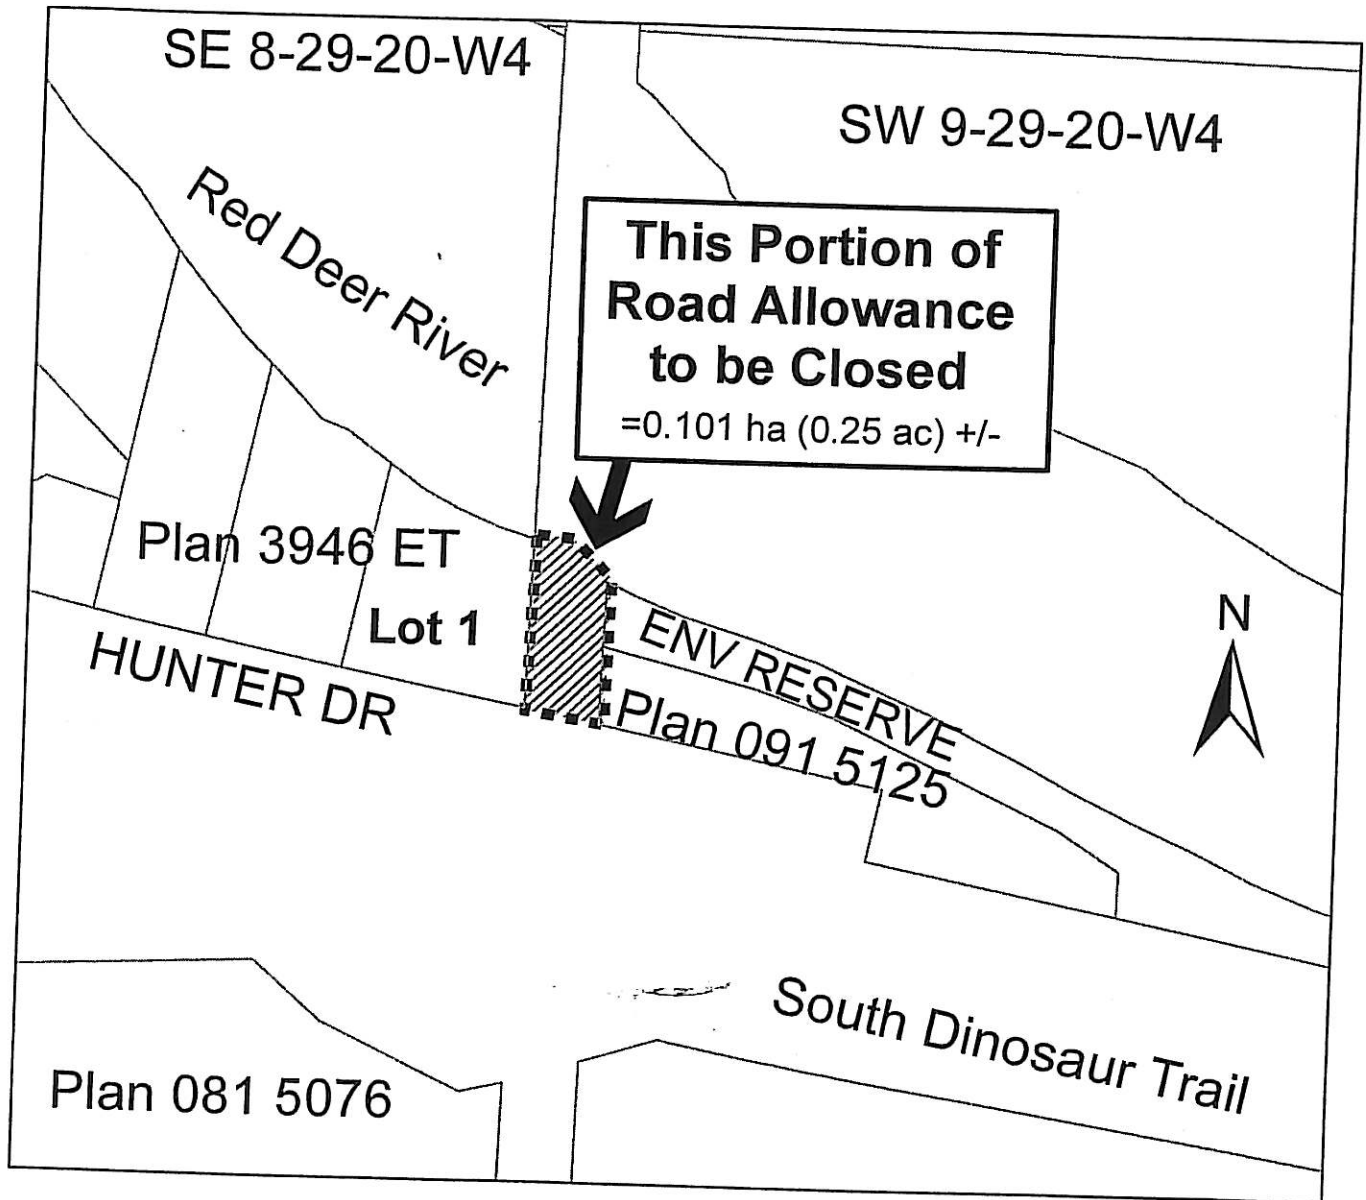 SE 8-29-20-W4
SW 9-29-20-W4
Red Deer River
This Portion of
Road Allowance
to be Closed
=0.101 ha (0.25 ac) +/-
Plan 3946 ET
Lot 1
N
ENV RESERVE
HUNTER DR
Plan 091 5125
South Dinosaur Trail
Plan 081 5076